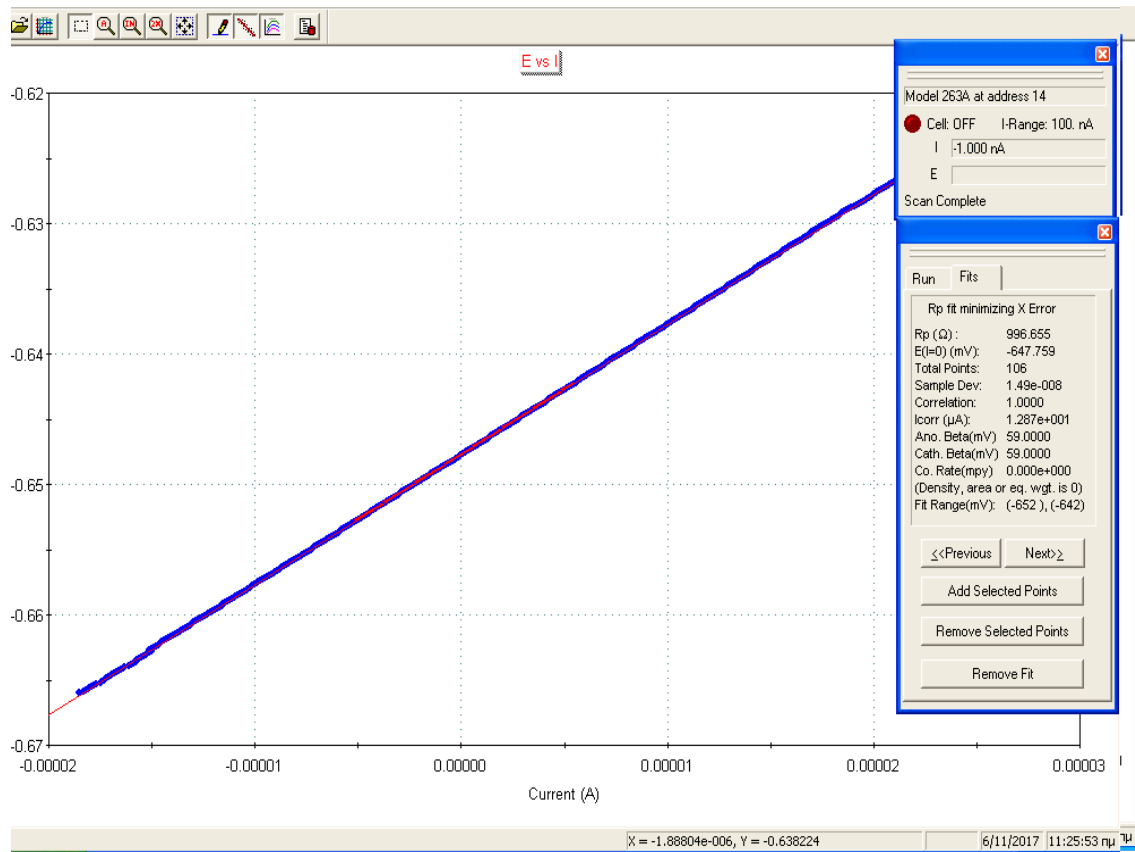 E vs I
-0.62
-0.63
-0.64
-0.65
-0.66
-0.67
-0.00002
-0.00001
0.00000
0.00001
0.00002
0.00003
Current (A)
Model 263A at address 14
Cell: OFF I-Range: 100. nA
I -1.000 nA
E
Scan Complete
Run Fits
Rp fit minimizing X Error
Rp (Ω) : 996.655
E(I=0) (mV): -647.759
Total Points: 106
Sample Dev: 1.49e-008
Correlation: 1.0000
Icorr (µA): 1.287e+001
Ano. Beta(mV) 59.0000
Cath. Beta(mV) 59.0000
Co. Rate(mpy) 0.000e+000
(Density, area or eq. wgt. is 0)
Fit Range(mV): (-652 ), (-642)
<<Previous Next>>
Add Selected Points
Remove Selected Points
Remove Fit
X = -1.88804e-006, Y = -0.638224
6/11/2017 11:25:53 πμ
πμ